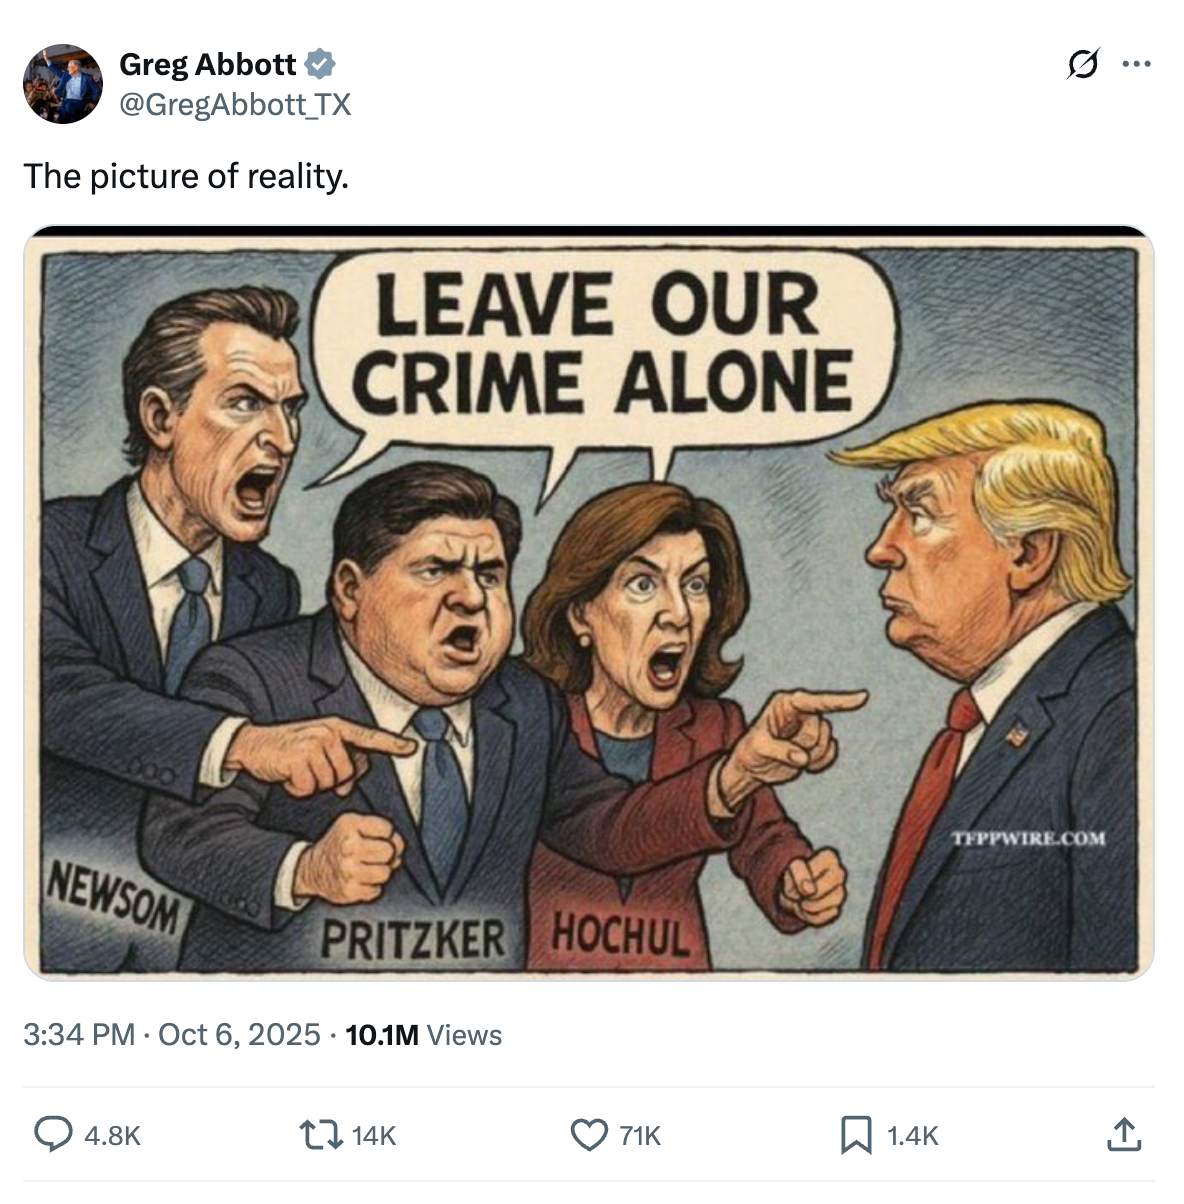 Greg Abbott
@GregAbbott_TX
The picture of reality.
LEAVE OUR
CRIME ALONE
TFPPWIRE.COM
NEWSOM
PRITZKER
HOCHUL
3:34 PM · Oct 6, 2025 · 10.1M Views
4.8K 14K 71K 1.4K